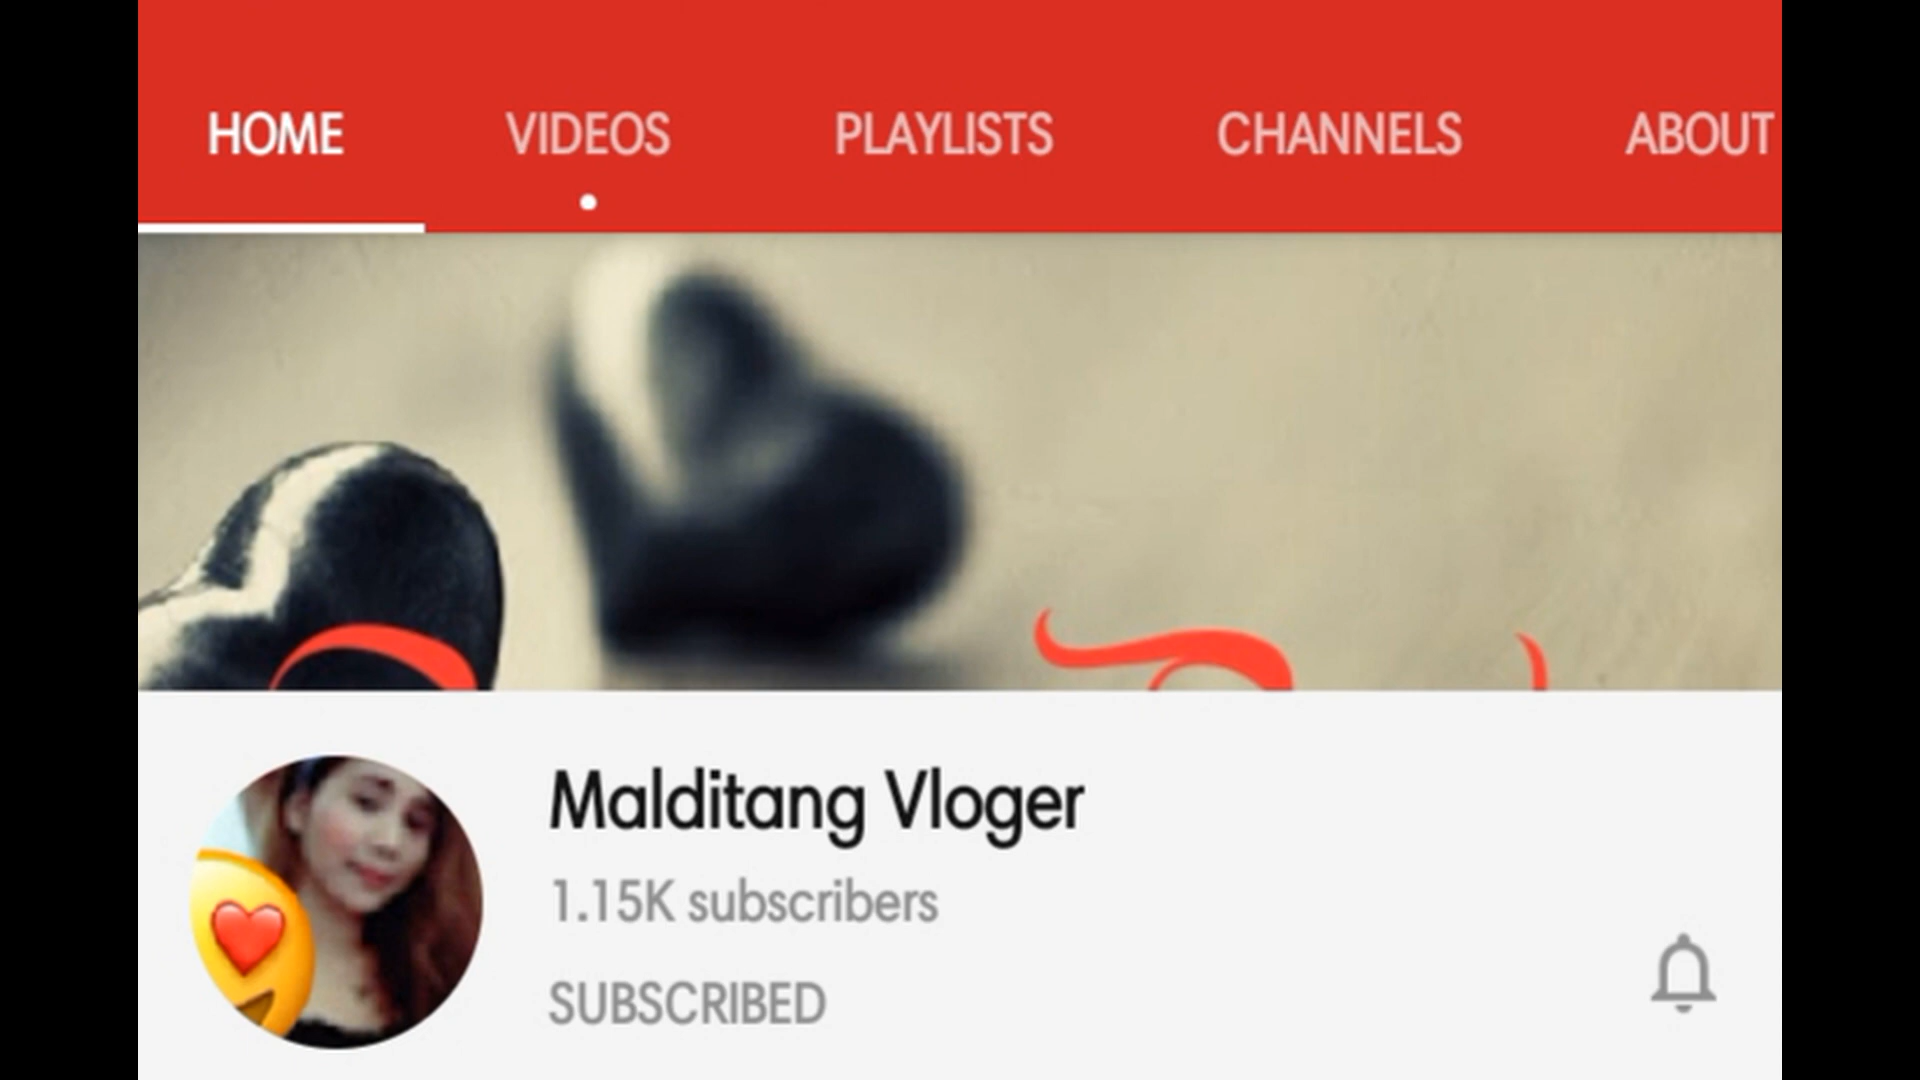 HOME VIDEOS PLAYLISTS CHANNELS ABOUT
Malditang Vloger
1.15K subscribers
SUBSCRIBED